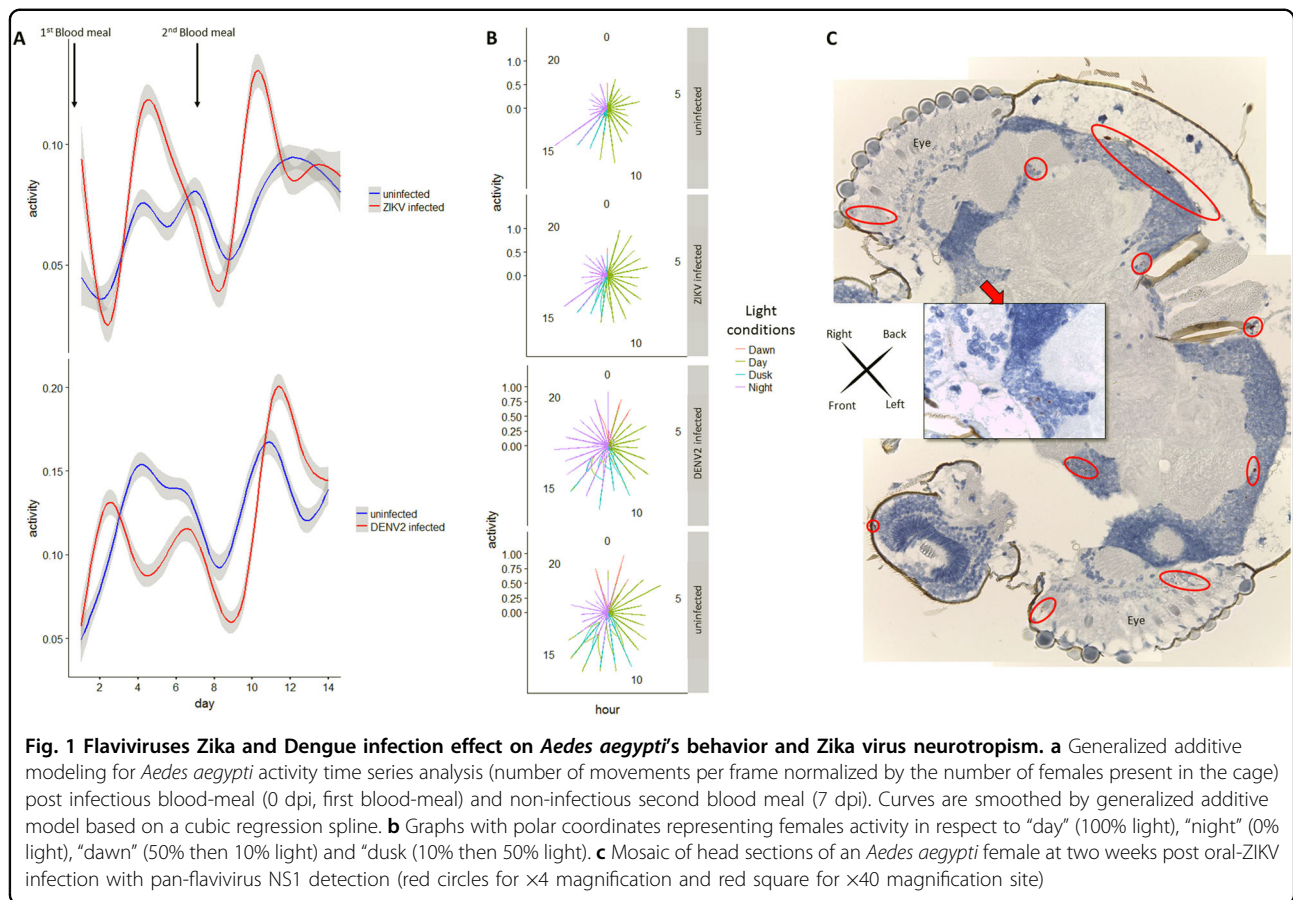 A
1st Blood meal
2nd Blood meal
0.10
0.05
activity
uninfected
ZIKV infected
0.20
0.15
0.10
0.05
activity
uninfected
DENV2 infected
2 4 6 8 10 12 14
day
B
0
20
5
15
10
1.0
0.5
0.0
activity
uninfected
0
20
5
15
10
1.0
0.5
0.0
activity
ZIKV infected
0
20
5
15
10
1.00
0.75
0.50
0.25
0.00
activity
DENV2 infected
0
20
5
15
10
1.00
0.75
0.50
0.25
0.00
activity
uninfected
hour
Light
conditions
Dawn
Day
Dusk
Night
C
Eye
Right Back
Front Left
Eye
Fig. 1 Flaviviruses Zika and Dengue infection effect on Aedes aegypti's behavior and Zika virus neurotropism. a Generalized additive
modeling for Aedes aegypti activity time series analysis (number of movements per frame normalized by the number of females present in the cage)
post infectious blood-meal (0 dpi, first blood-meal) and non-infectious second blood meal (7 dpi). Curves are smoothed by generalized additive
model based on a cubic regression spline. b Graphs with polar coordinates representing females activity in respect to "day" (100% light), "night" (0%
light), "dawn" (50% then 10% light) and "dusk (10% then 50% light). c Mosaic of head sections of an Aedes aegypti female at two weeks post oral-ZIKV
infection with pan-flavivirus NS1 detection (red circles for ×4 magnification and red square for ×40 magnification site)